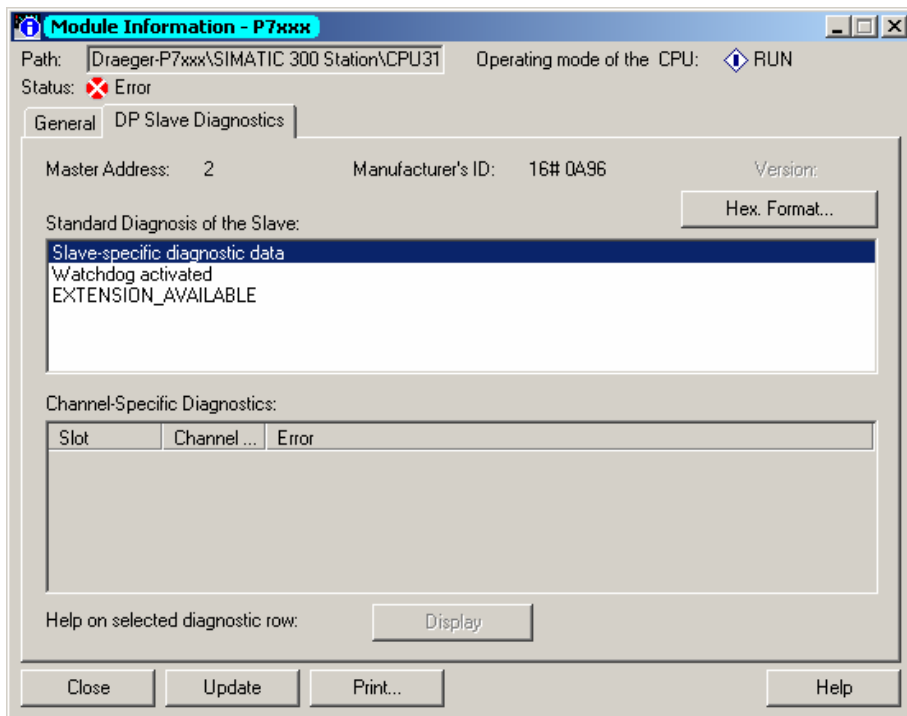 Module Information - P7xxx
Path: Draeger-P7xxx\SIMATIC 300 Station\CPU31 Operating mode of the CPU: RUN
Status: Error
General DP Slave Diagnostics
Master Address: 2 Manufacturer's ID: 16# 0A96 Version:
Hex. Format...
Standard Diagnosis of the Slave:
Slave-specific diagnostic data
Watchdog activated
EXTENSION_AVAILABLE
Channel-Specific Diagnostics:
Slot Channel ... Error
Help on selected diagnostic row: Display
Close Update Print... Help